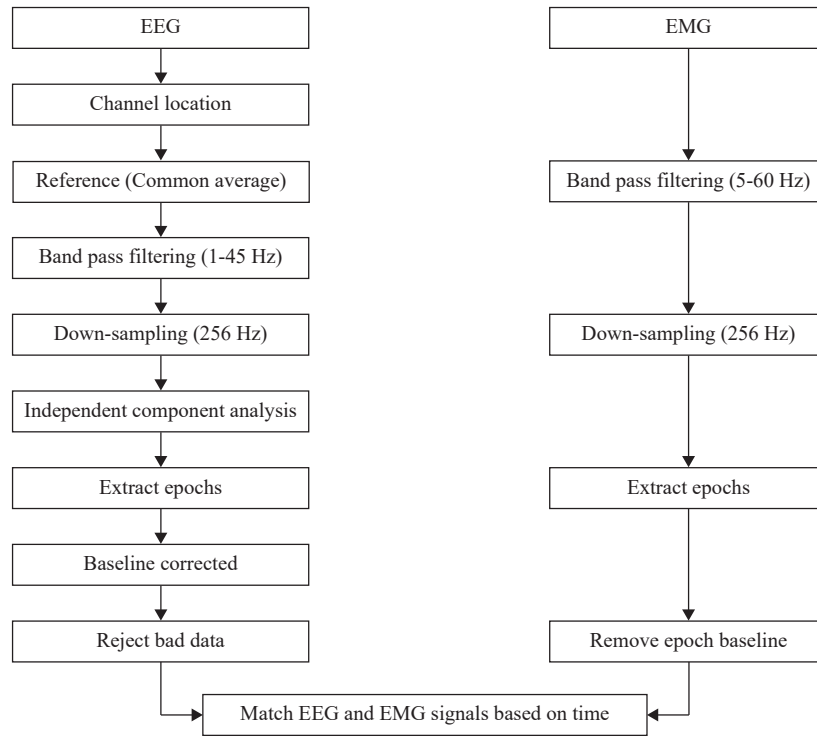 EEG
EMG
Channel location
Reference (Common average)
Band pass filtering (5-60 Hz)
Band pass filtering (1-45 Hz)
Down-sampling (256 Hz)
Down-sampling (256 Hz)
Independent component analysis
Extract epochs
Extract epochs
Baseline corrected
Reject bad data
Remove epoch baseline
Match EEG and EMG signals based on time